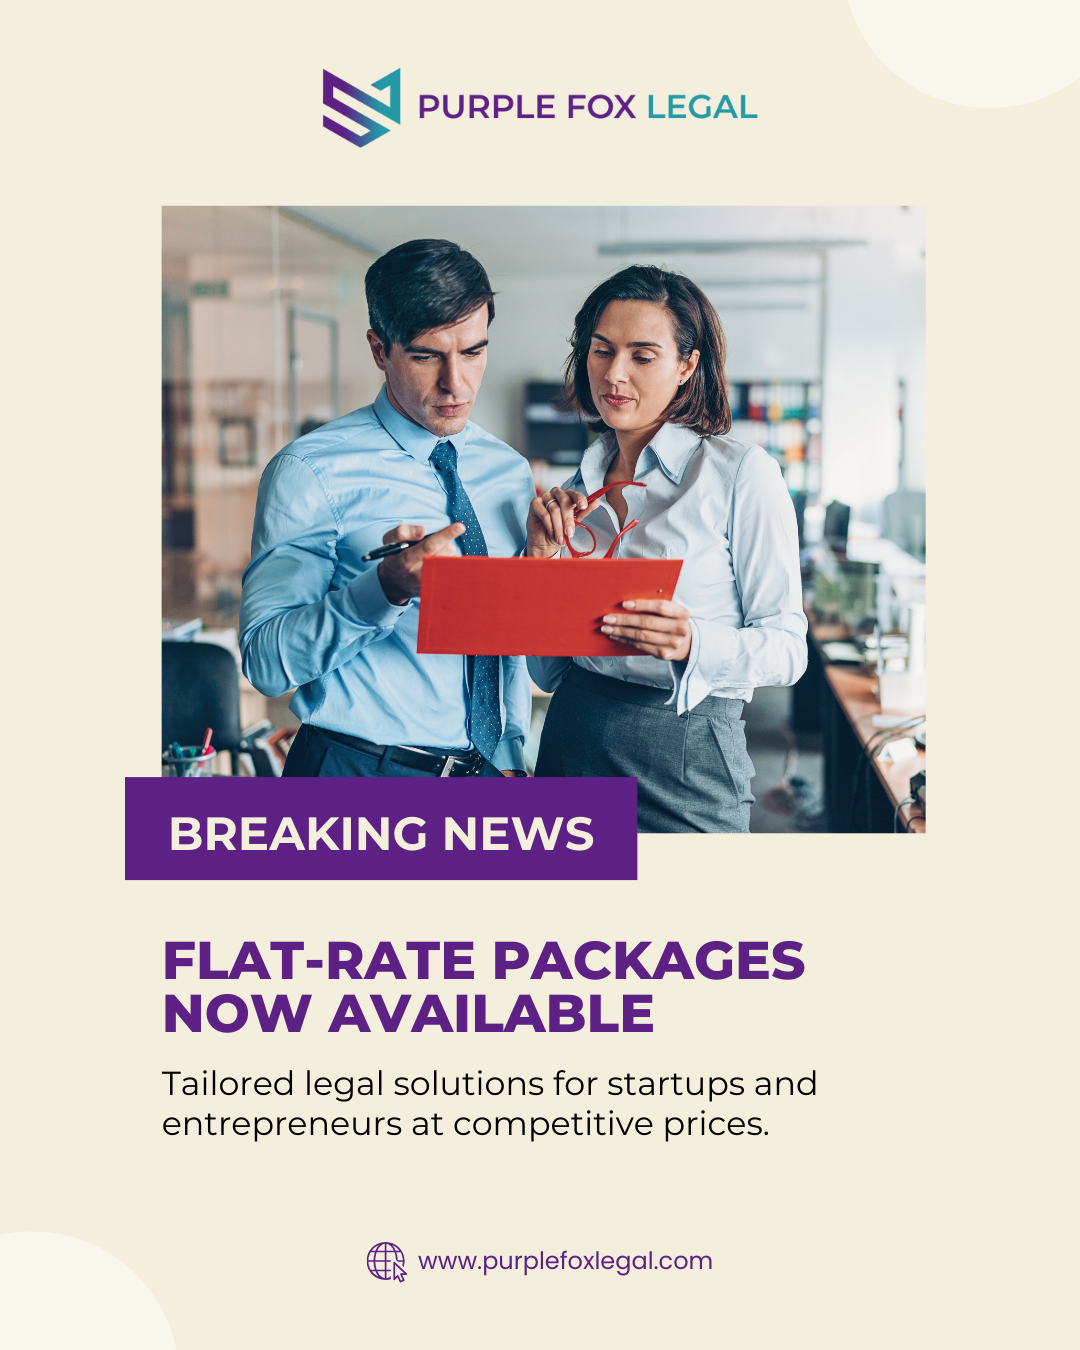 PURPLE FOX LEGAL
BREAKING NEWS
FLAT-RATE PACKAGES
NOW AVAILABLE
Tailored legal solutions for startups and
entrepreneurs at competitive prices.
www.purplefoxlegal.com